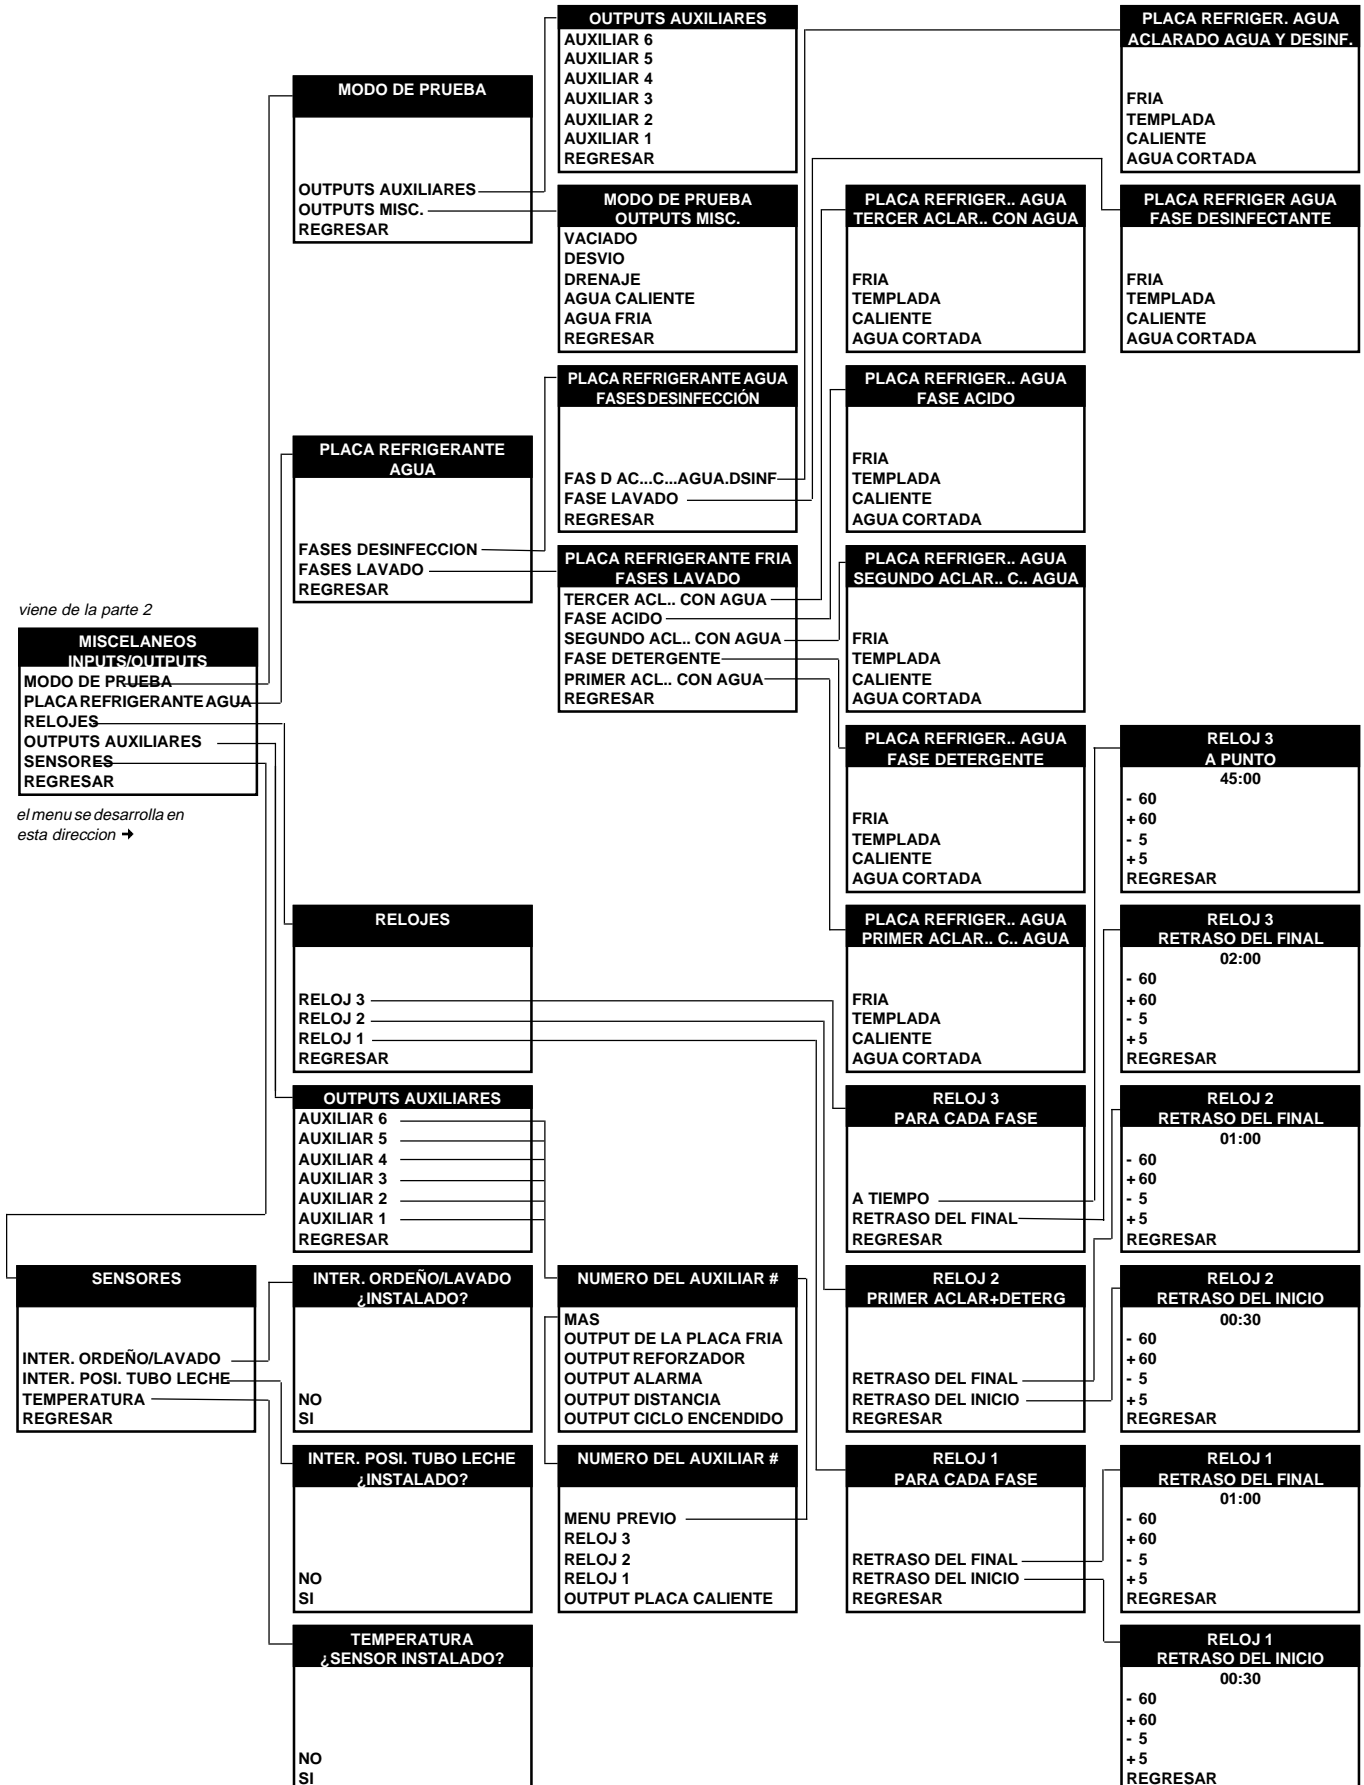 viene de la parte 2
MISCELANEOS
INPUTS/OUTPUTS
MODO DE PRUEBA
PLACA REFRIGERANTE AGUA
RELOJES
OUTPUTS AUXILIARES
SENSORES
REGRESAR
el menu se desarrolla en
esta direccion →
SENSORES
INTER. ORDEÑO/LAVADO
INTER. POSI. TUBO LECHE
TEMPERATURA
REGRESAR
MODO DE PRUEBA
OUTPUTS AUXILIARES
OUTPUTS MISC.
REGRESAR
PLACA REFRIGERANTE
AGUA
FASES DESINFECCION
FASES LAVADO
REGRESAR
RELOJES
RELOJ 3
RELOJ 2
RELOJ 1
REGRESAR
OUTPUTS AUXILIARES
AUXILIAR 6
AUXILIAR 5
AUXILIAR 4
AUXILIAR 3
AUXILIAR 2
AUXILIAR 1
REGRESAR
INTER. ORDEÑO/LAVADO
¿INSTALADO?
NO
SI
INTER. POSI. TUBO LECHE
¿INSTALADO?
NO
SI
TEMPERATURA
¿SENSOR INSTALADO?
NO
SI
OUTPUTS AUXILIARES
AUXILIAR 6
AUXILIAR 5
AUXILIAR 4
AUXILIAR 3
AUXILIAR 2
AUXILIAR 1
REGRESAR
MODO DE PRUEBA
OUTPUTS MISC.
VACIADO
DESVIO
DRENAJE
AGUA CALIENTE
AGUA FRIA
REGRESAR
PLACA REFRIGERANTE AGUA
FASES DESINFECCIÓN
FAS D AC...C...AGUA.DSINF
FASE LAVADO
REGRESAR
PLACA REFRIGERANTE FRIA
FASES LAVADO
TERCER ACL.. CON AGUA
FASE ACIDO
SEGUNDO ACL.. CON AGUA
FASE DETERGENTE
PRIMER ACL.. CON AGUA
REGRESAR
NUMERO DEL AUXILIAR #
MAS
OUTPUT DE LA PLACA FRIA
OUTPUT REFORZADOR
OUTPUT ALARMA
OUTPUT DISTANCIA
OUTPUT CICLO ENCENDIDO
NUMERO DEL AUXILIAR #
MENU PREVIO
RELOJ 3
RELOJ 2
RELOJ 1
OUTPUT PLACA CALIENTE
PLACA REFRIGER.. AGUA
TERCER ACLAR.. CON AGUA
FRIA
TEMPLADA
CALIENTE
AGUA CORTADA
PLACA REFRIGER.. AGUA
FASE ACIDO
FRIA
TEMPLADA
CALIENTE
AGUA CORTADA
PLACA REFRIGER.. AGUA
SEGUNDO ACLAR.. C.. AGUA
FRIA
TEMPLADA
CALIENTE
AGUA CORTADA
PLACA REFRIGER.. AGUA
FASE DETERGENTE
FRIA
TEMPLADA
CALIENTE
AGUA CORTADA
PLACA REFRIGER.. AGUA
PRIMER ACLAR.. C.. AGUA
FRIA
TEMPLADA
CALIENTE
AGUA CORTADA
RELOJ 3
PARA CADA FASE
A TIEMPO
RETRASO DEL FINAL
REGRESAR
RELOJ 2
PRIMER ACLAR+DETERG
RETRASO DEL FINAL
RETRASO DEL INICIO
REGRESAR
RELOJ 1
PARA CADA FASE
RETRASO DEL FINAL
RETRASO DEL INICIO
REGRESAR
PLACA REFRIGER. AGUA
ACLARADO AGUA Y DESINF.
FRIA
TEMPLADA
CALIENTE
AGUA CORTADA
PLACA REFRIGER AGUA
FASE DESINFECTANTE
FRIA
TEMPLADA
CALIENTE
AGUA CORTADA
RELOJ 3
A PUNTO
45:00
- 60
+ 60
- 5
+ 5
REGRESAR
RELOJ 3
RETRASO DEL FINAL
02:00
- 60
+ 60
- 5
+ 5
REGRESAR
RELOJ 2
RETRASO DEL FINAL
01:00
- 60
+ 60
- 5
+ 5
REGRESAR
RELOJ 2
RETRASO DEL INICIO
00:30
- 60
+ 60
- 5
+ 5
REGRESAR
RELOJ 1
RETRASO DEL FINAL
01:00
- 60
+ 60
- 5
+ 5
REGRESAR
RELOJ 1
RETRASO DEL INICIO
00:30
- 60
+ 60
- 5
+ 5
REGRESAR